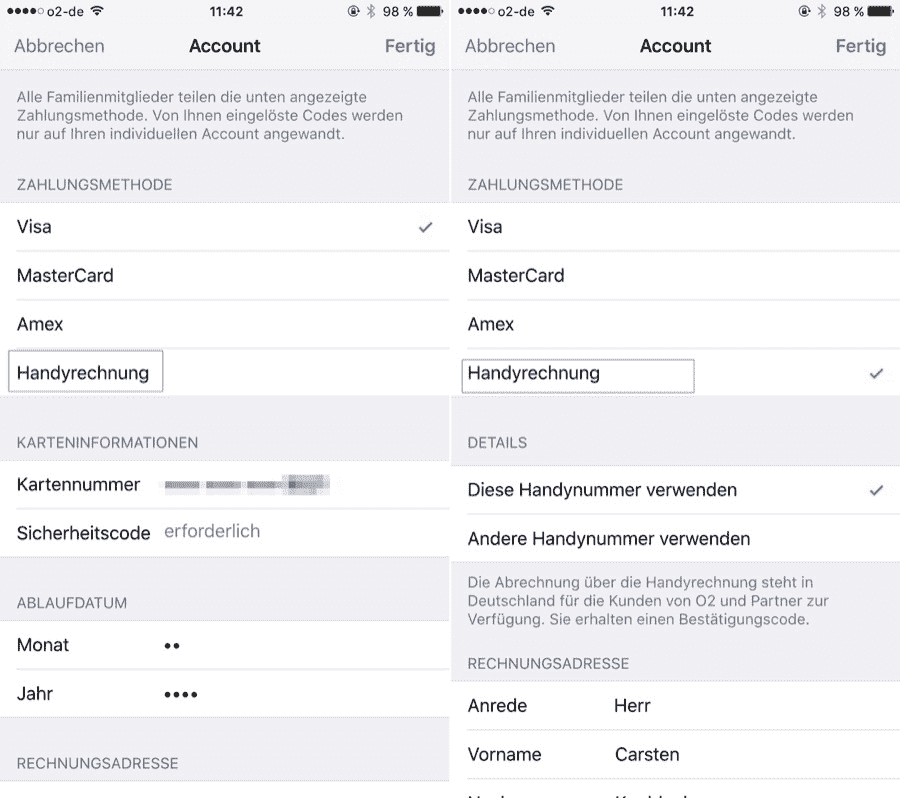 o2-de 11:42 98 %
Abbrechen Account Fertig
Alle Familienmitglieder teilen die unten angezeigte
Zahlungsmethode. Von Ihnen eingelöste Codes werden
nur auf Ihren individuellen Account angewandt.
ZAHLUNGSMETHODE
Visa
MasterCard
Amex
Handyrechnung
KARTENINFORMATIONEN
Kartennummer
Sicherheitscode erforderlich
ABLAUFDATUM
Monat ••
Jahr ••••
RECHNUNGSADRESSE
o2-de 11:42 98 %
Abbrechen Account Fertig
Alle Familienmitglieder teilen die unten angezeigte
Zahlungsmethode. Von Ihnen eingelöste Codes werden
nur auf Ihren individuellen Account angewandt.
ZAHLUNGSMETHODE
Visa
MasterCard
Amex
Handyrechnung
DETAILS
Diese Handynummer verwenden
Andere Handynummer verwenden
Die Abrechnung über die Handyrechnung steht in
Deutschland für die Kunden von O2 und Partner zur
Verfügung. Sie erhalten einen Bestätigungscode.
RECHNUNGSADRESSE
Anrede Herr
Vorname Carsten